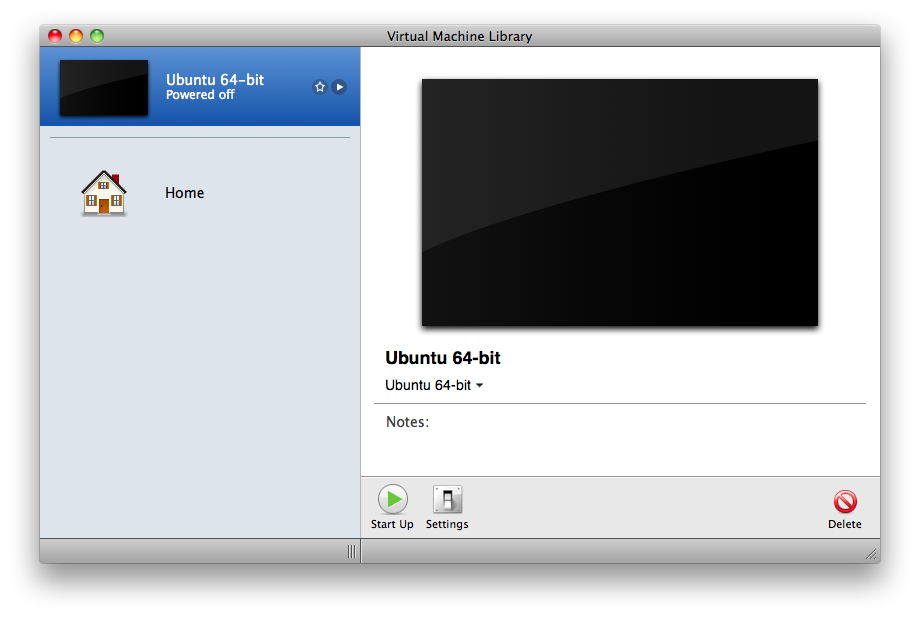 Virtual Machine Library
Ubuntu 64-bit
Powered off
Home
Ubuntu 64-bit
Ubuntu 64-bit
Notes:
Start Up
Settings
Delete